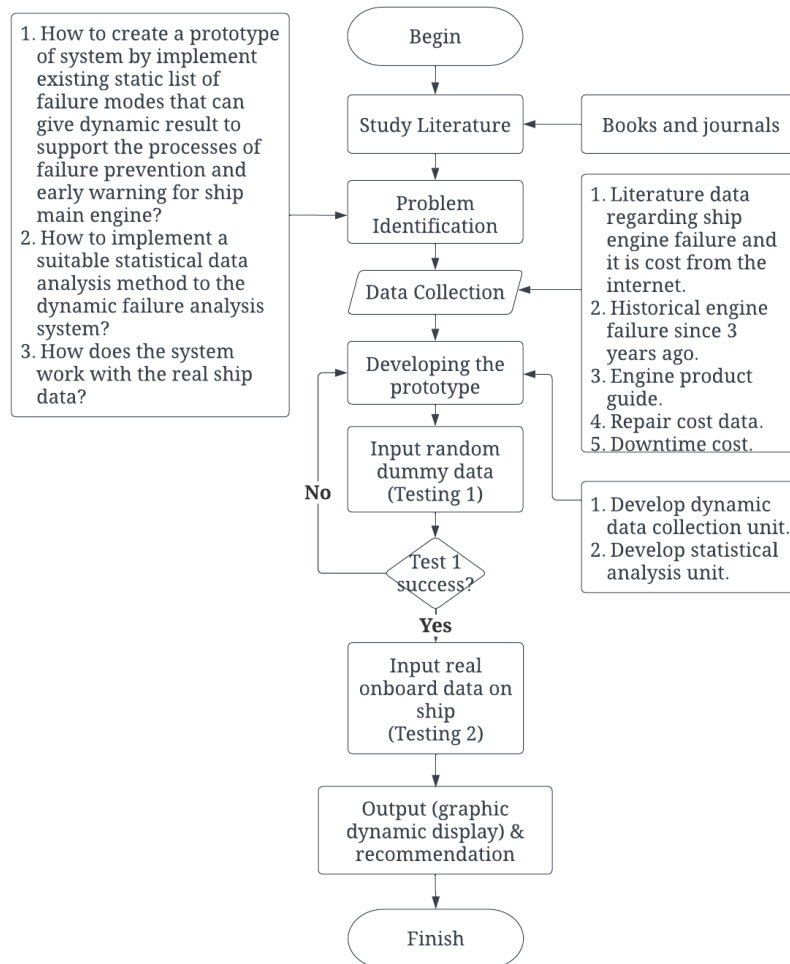 Begin
Study Literature
Books and journals
1. How to create a prototype
of system by implement
existing static list of
failure modes that can
give dynamic result to
support the processes of
failure prevention and
early warning for ship
main engine?
2. How to implement a
suitable statistical data
analysis method to the
dynamic failure analysis
system?
3. How does the system
work with the real ship
data?
Problem
Identification
Data Collection
1. Literature data
regarding ship
engine failure and
it is cost from the
internet.
2. Historical engine
failure since 3
years ago.
3. Engine product
guide.
4. Repair cost data.
5. Downtime cost.
Developing the
prototype
1. Develop dynamic
data collection unit.
2. Develop statistical
analysis unit.
Input random
dummy data
(Testing 1)
No
Test 1
success?
Yes
Input real
onboard data on
ship
(Testing 2)
Output (graphic
dynamic display) &
recommendation
Finish